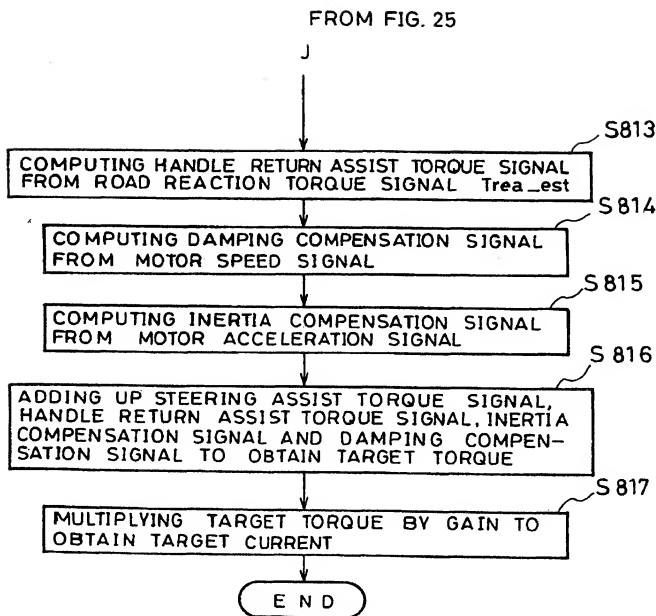 FROM FIG. 25
J
S813
COMPUTING HANDLE RETURN ASSIST TORQUE SIGNAL
FROM ROAD REACTION TORQUE SIGNAL Trea_est
S814
COMPUTING DAMPING COMPENSATION SIGNAL
FROM MOTOR SPEED SIGNAL
S815
COMPUTING INERTIA COMPENSATION SIGNAL
FROM MOTOR ACCELERATION SIGNAL
S816
ADDING UP STEERING ASSIST TORQUE SIGNAL,
HANDLE RETURN ASSIST TORQUE SIGNAL, INERTIA
COMPENSATION SIGNAL AND DAMPING COMPEN-
SATION SIGNAL TO OBTAIN TARGET TORQUE
S817
MULTIPLYING TARGET TORQUE BY GAIN TO
OBTAIN TARGET CURRENT
END